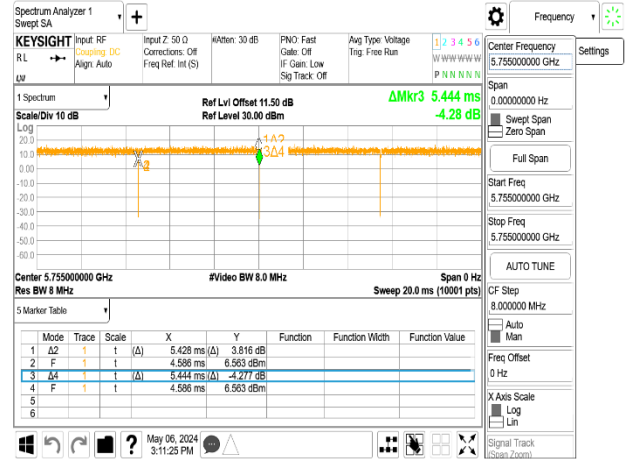 Spectrum Analyzer 1
Swept SA
Frequency
KEYSIGHT
RL
Input: RF
Coupling: DC
Align: Auto
Input Z: 50 Ω
Corrections: Off
Freq Ref: Int (S)
#Atten: 30 dB
PNO: Fast
Gate: Off
IF Gain: Low
Sig Track: Off
Avg Type: Voltage
Trig: Free Run
1 2 3 4 5 6
W W W W W W
P N N N N N
1 Spectrum
Scale/Div 10 dB
Ref Lvl Offset 11.50 dB
Ref Level 30.00 dBm
ΔMkr3 5.444 ms
-4.28 dB
Log
20.0
10.0
0.00
-10.0
-20.0
-30.0
-40.0
-50.0
-60.0
1Δ2
3Δ4
Center 5.755000000 GHz
#Video BW 8.0 MHz
Span 0 Hz
Res BW 8 MHz
Sweep 20.0 ms (10001 pts)
5 Marker Table
Mode Trace Scale X Y Function Function Width Function Value
1 Δ2 1 t (Δ) 5.428 ms (Δ) 3.816 dB
2 F 1 t 4.586 ms 6.563 dBm
3 Δ4 1 t (Δ) 5.444 ms (Δ) -4.277 dB
4 F 1 t 4.586 ms 6.563 dBm
5
6
May 06, 2024
3:11:25 PM
Center Frequency
5.755000000 GHz
Settings
Span
0.00000000 Hz
Swept Span
Zero Span
Full Span
Start Freq
5.755000000 GHz
Stop Freq
5.755000000 GHz
AUTO TUNE
CF Step
8.000000 MHz
Auto
Man
Freq Offset
0 Hz
X Axis Scale
Log
Lin
Signal Track
(Span Zoom)